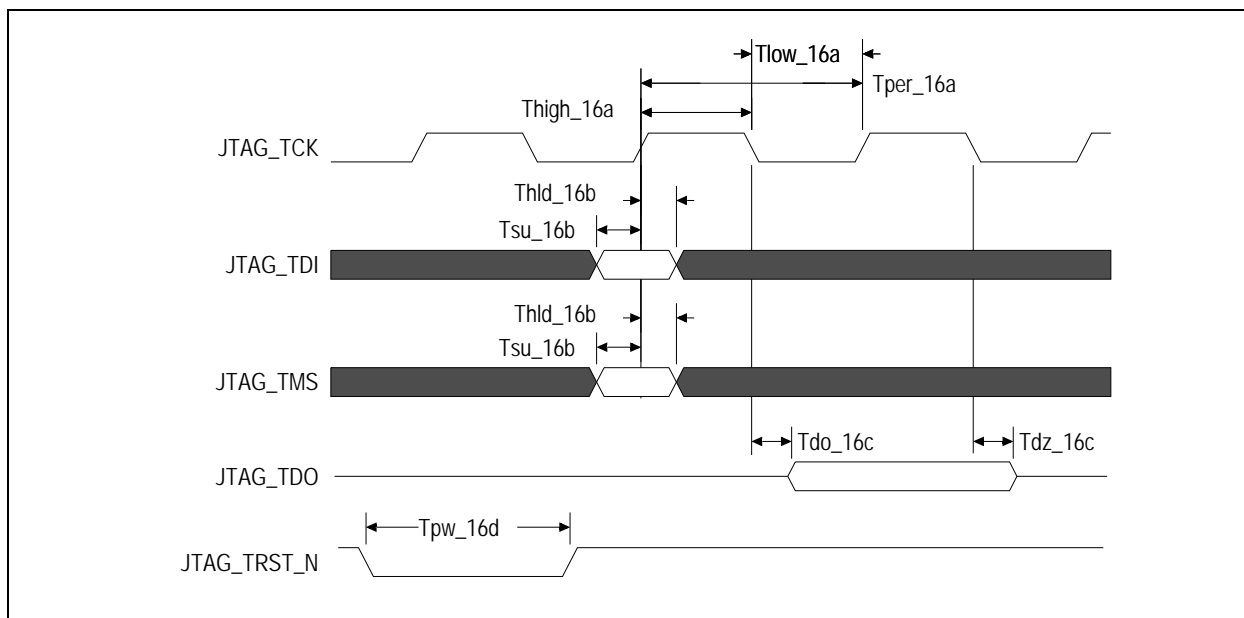 Tlow_16a
Tper_16a
Thigh_16a
JTAG_TCK
Thld_16b
Tsu_16b
JTAG_TDI
Thld_16b
Tsu_16b
JTAG_TMS
Tdo_16c
Tdz_16c
JTAG_TDO
Tpw_16d
JTAG_TRST_N